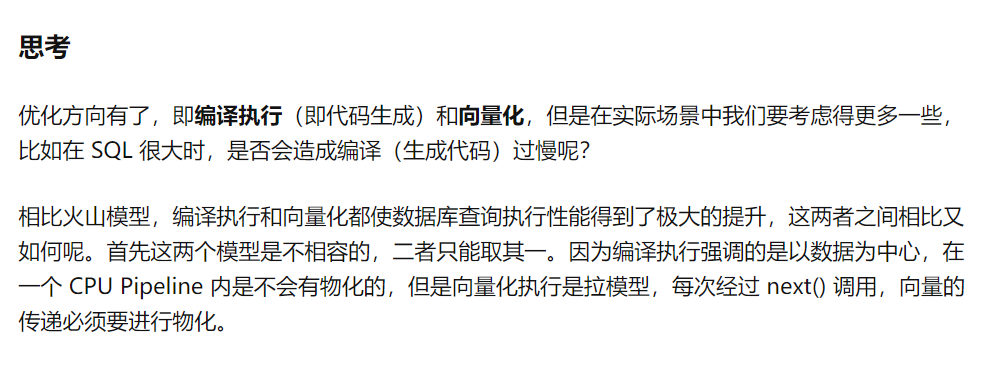 思考
优化方向有了，即编译执行（即代码生成）和向量化，但是在实际场景中我们要考虑得更多一些，
比如在 SQL 很大时，是否会造成编译（生成代码）过慢呢？
相比火山模型，编译执行和向量化都使数据库查询执行性能得到了极大的提升，这两者之间相比又
如何呢。首先这两个模型是不相容的，二者只能取其一。因为编译执行强调的是以数据为中心，在
一个 CPU Pipeline 内是不会有物化的，但是向量化执行是拉模型，每次经过 next() 调用，向量的
传递必须要进行物化。